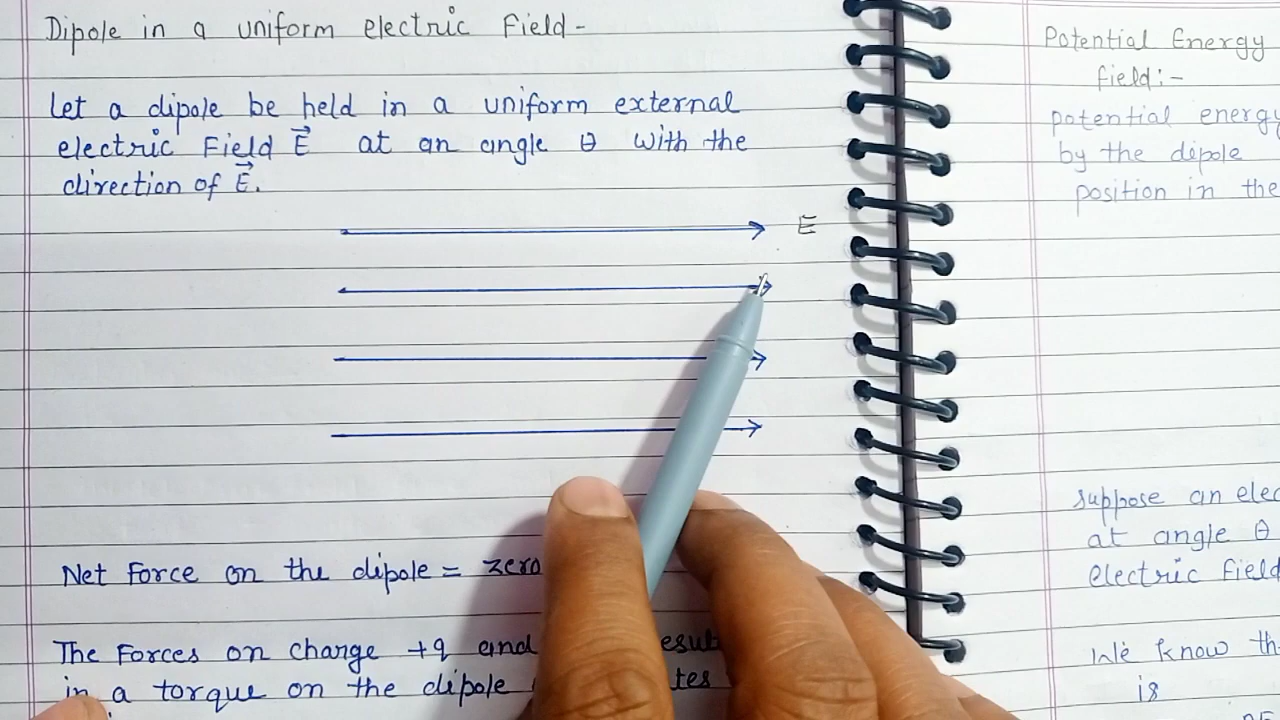 Dipole in a uniform electric Field -
Let a dipole be held in a uniform external
electric Field E⃗ at an angle θ with the
direction of E⃗.
E
Net Force on the dipole = zero
The Forces on charge +q and
in a torque on the dipole
Potential Energy
field:-
potential energy
by the dipole
position in the
suppose an
at angle θ
electric field
We know
is